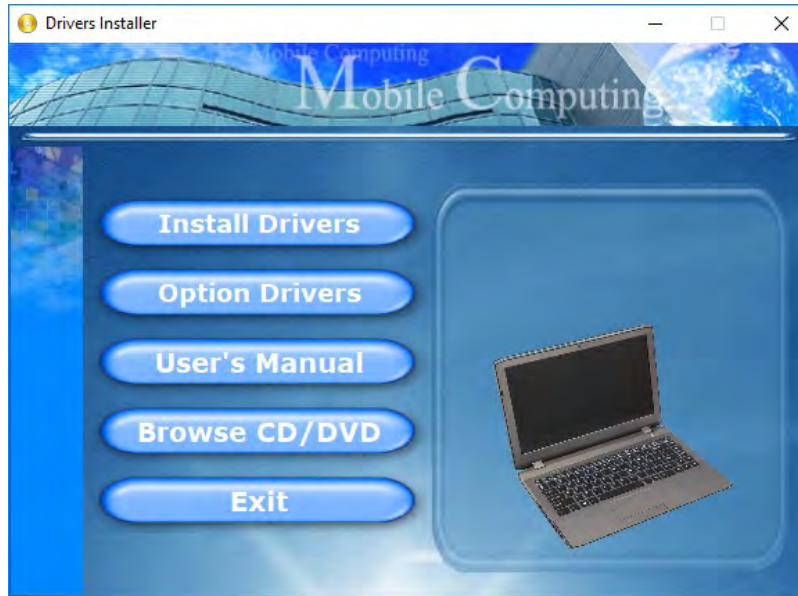 Drivers Installer
Mobile Computing
Mobile Computing
Install Drivers
Option Drivers
User's Manual
Browse CD/DVD
Exit